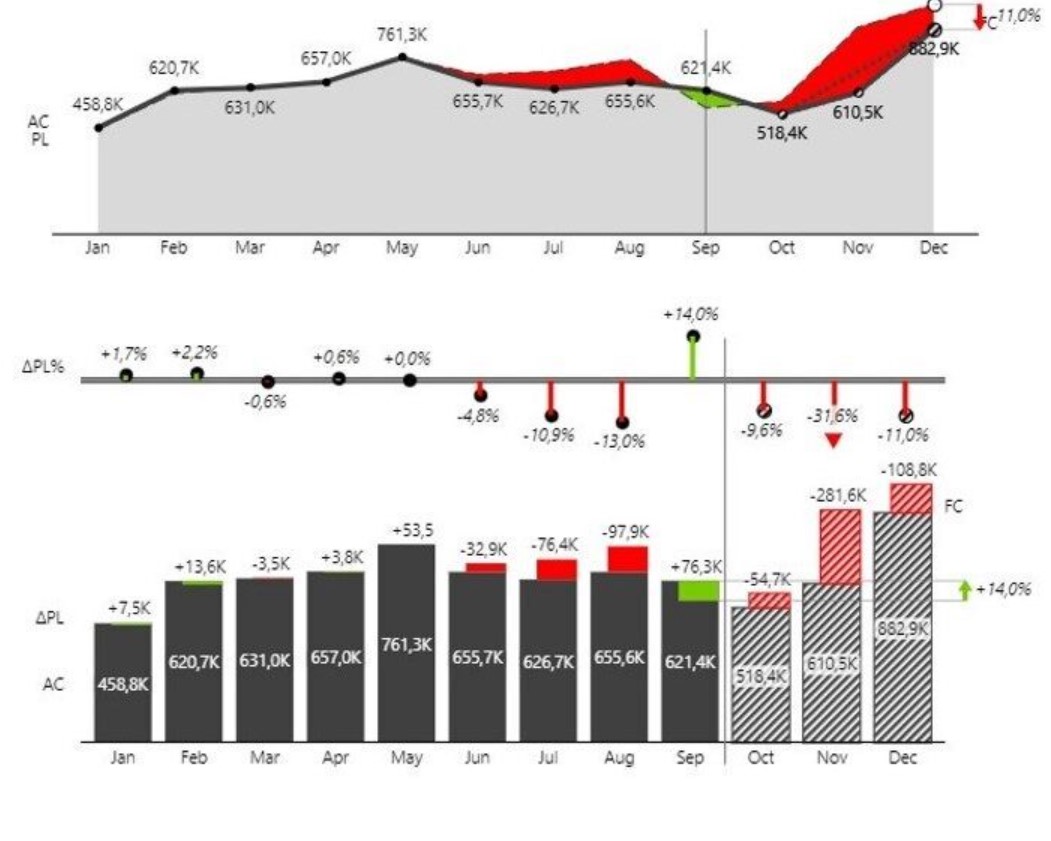 -11,0%
FC
761,3K
882,9K
657,0K
620,7K
621,4K
458,8K
631,0K
655,7K
626,7K
655,6K
610,5K
AC
518,4K
PL
Jan Feb Mar Apr May Jun Jul Aug Sep Oct Nov Dec
+14,0%
+1,7% +2,2% +0,6% +0,0%
ΔPL%
-0,6% -4,8% -10,9% -13,0% -9,6% -31,6% -11,0%
-108,8K
-281,6K
FC
+53,5
-97,9K
-32,9K -76,4K
+13,6K -3,5K +3,8K +76,3K
-54,7K
+14,0%
+7,5K
ΔPL
882,9K
761,3K
620,7K 631,0K 657,0K 655,7K 626,7K 655,6K 621,4K 610,5K
518,4K
AC
458,8K
Jan Feb Mar Apr May Jun Jul Aug Sep Oct Nov Dec